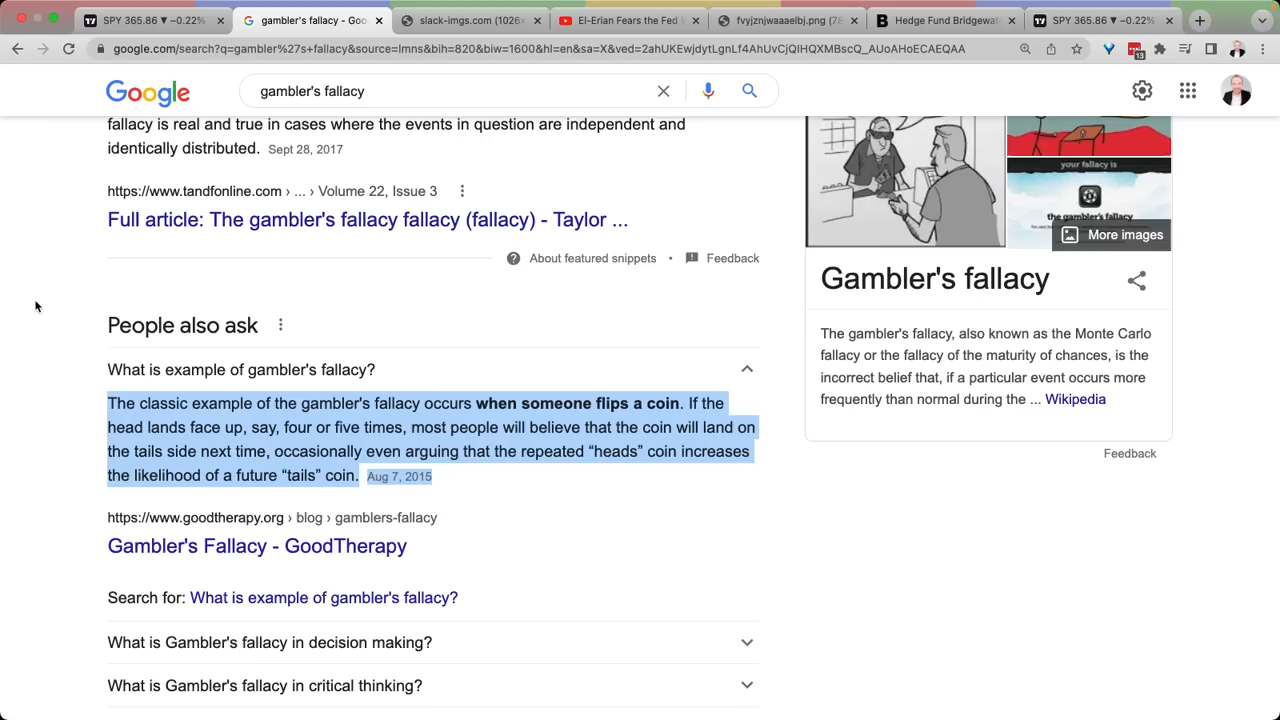 SPY 365.86 ▼ −0.22%
gambler's fallacy - Goo
slack-imgs.com (1026×
El-Erian Fears the Fed
fvyjznjwaaaelbj.png (78
Hedge Fund Bridgewa
SPY 365.86 ▼ −0.22%
google.com/search?q=gambler%27s+fallacy&source=lmns&bih=820&biw=1600&hl=en&sa=X&ved=2ahUKEwjdytLgnLf4AhUvCjQIHQXMBscQ_AUoAHoECAEQAA
13
Google
gambler's fallacy
fallacy is real and true in cases where the events in question are independent and
identically distributed. Sept 28, 2017
https://www.tandfonline.com › ... › Volume 22, Issue 3
Full article: The gambler's fallacy fallacy (fallacy) - Taylor ...
About featured snippets • Feedback
People also ask
What is example of gambler's fallacy?
The classic example of the gambler's fallacy occurs when someone flips a coin. If the
head lands face up, say, four or five times, most people will believe that the coin will land on
the tails side next time, occasionally even arguing that the repeated “heads” coin increases
the likelihood of a future “tails” coin. Aug 7, 2015
https://www.goodtherapy.org › blog › gamblers-fallacy
Gambler's Fallacy - GoodTherapy
Search for: What is example of gambler's fallacy?
What is Gambler's fallacy in decision making?
What is Gambler's fallacy in critical thinking?
your fallacy is
the gambler's fallacy
More images
Gambler's fallacy
The gambler's fallacy, also known as the Monte Carlo
fallacy or the fallacy of the maturity of chances, is the
incorrect belief that, if a particular event occurs more
frequently than normal during the ... Wikipedia
Feedback